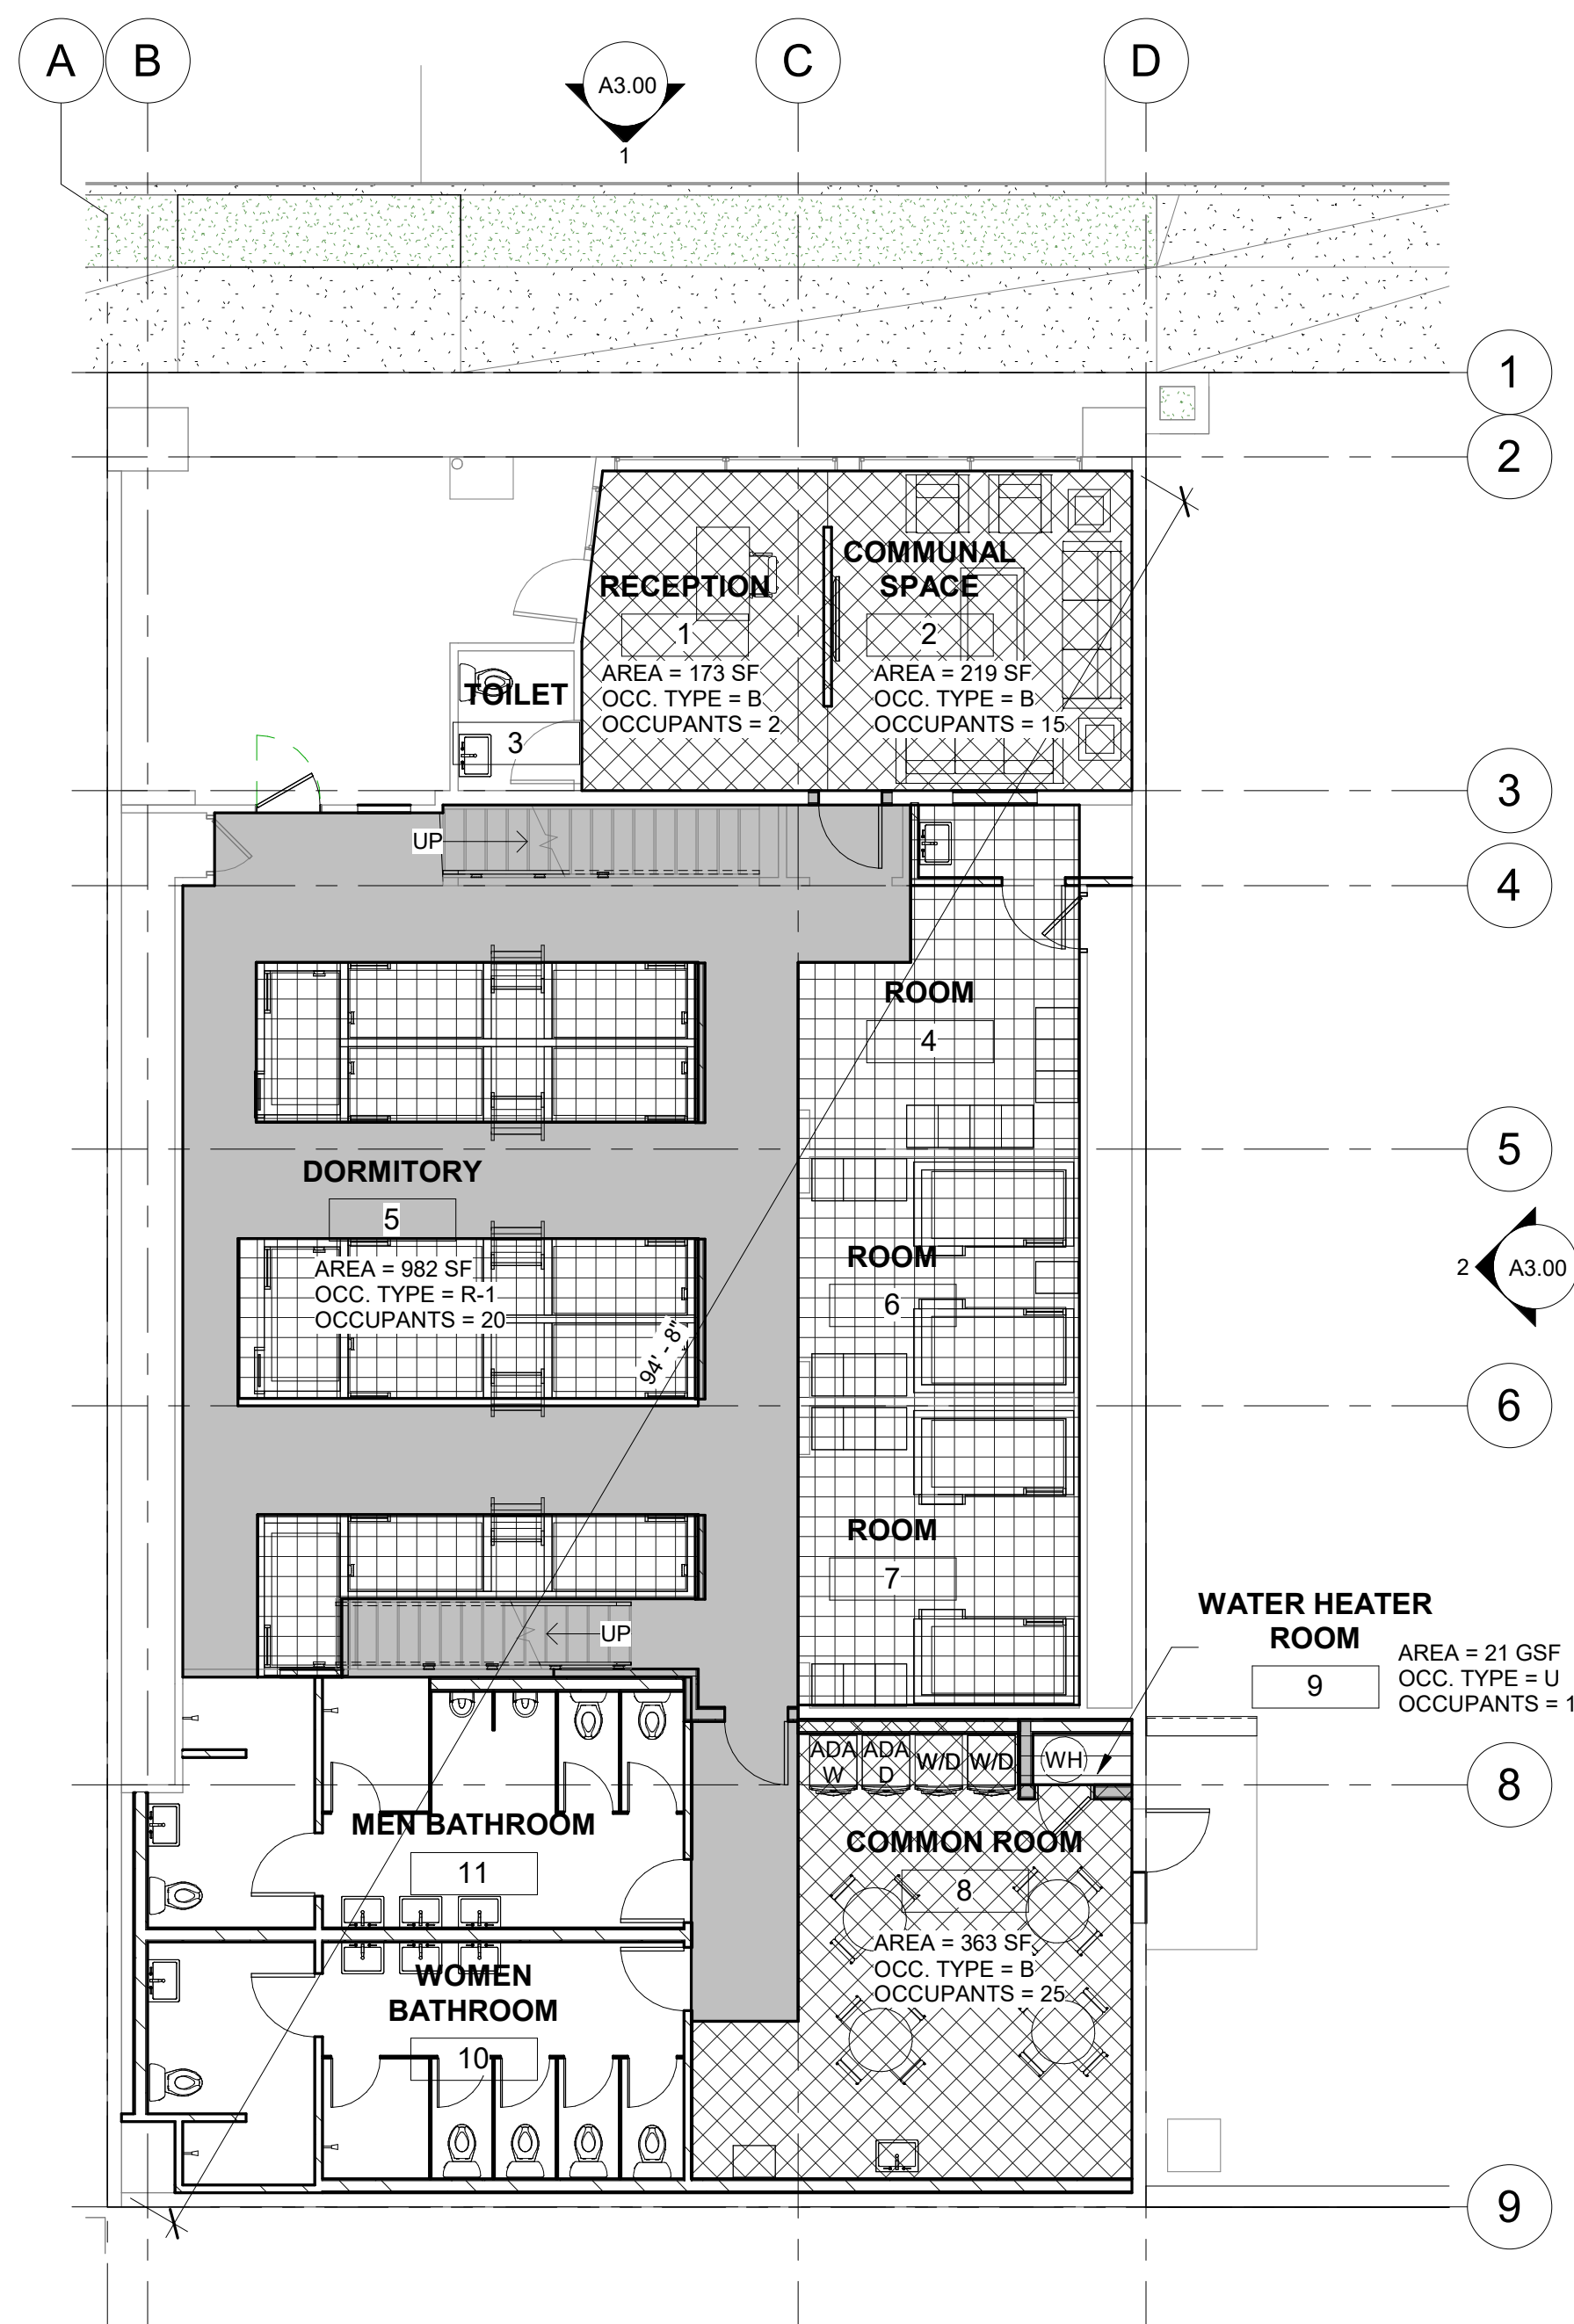 A
B
A3.00
1
C
D
1
2
COMMUNAL
SPACE
2
AREA = 219 SF
OCC. TYPE = B
OCCUPANTS = 15
RECEPTION
1
AREA = 173 SF
OCC. TYPE = B
OCCUPANTS = 2
TOILET
3
3
UP
4
ROOM
4
5
DORMITORY
5
AREA = 982 SF
OCC. TYPE = R-1
OCCUPANTS = 20
ROOM
6
2
A3.00
94' - 8"
6
ROOM
7
UP
WATER HEATER
ROOM
9
AREA = 21 GSF
OCC. TYPE = U
OCCUPANTS = 1
ADA
W
ADA
D
W/D
W/D
WH
8
MEN BATHROOM
11
COMMON ROOM
8
AREA = 363 SF
OCC. TYPE = B
OCCUPANTS = 25
WOMEN
BATHROOM
10
9